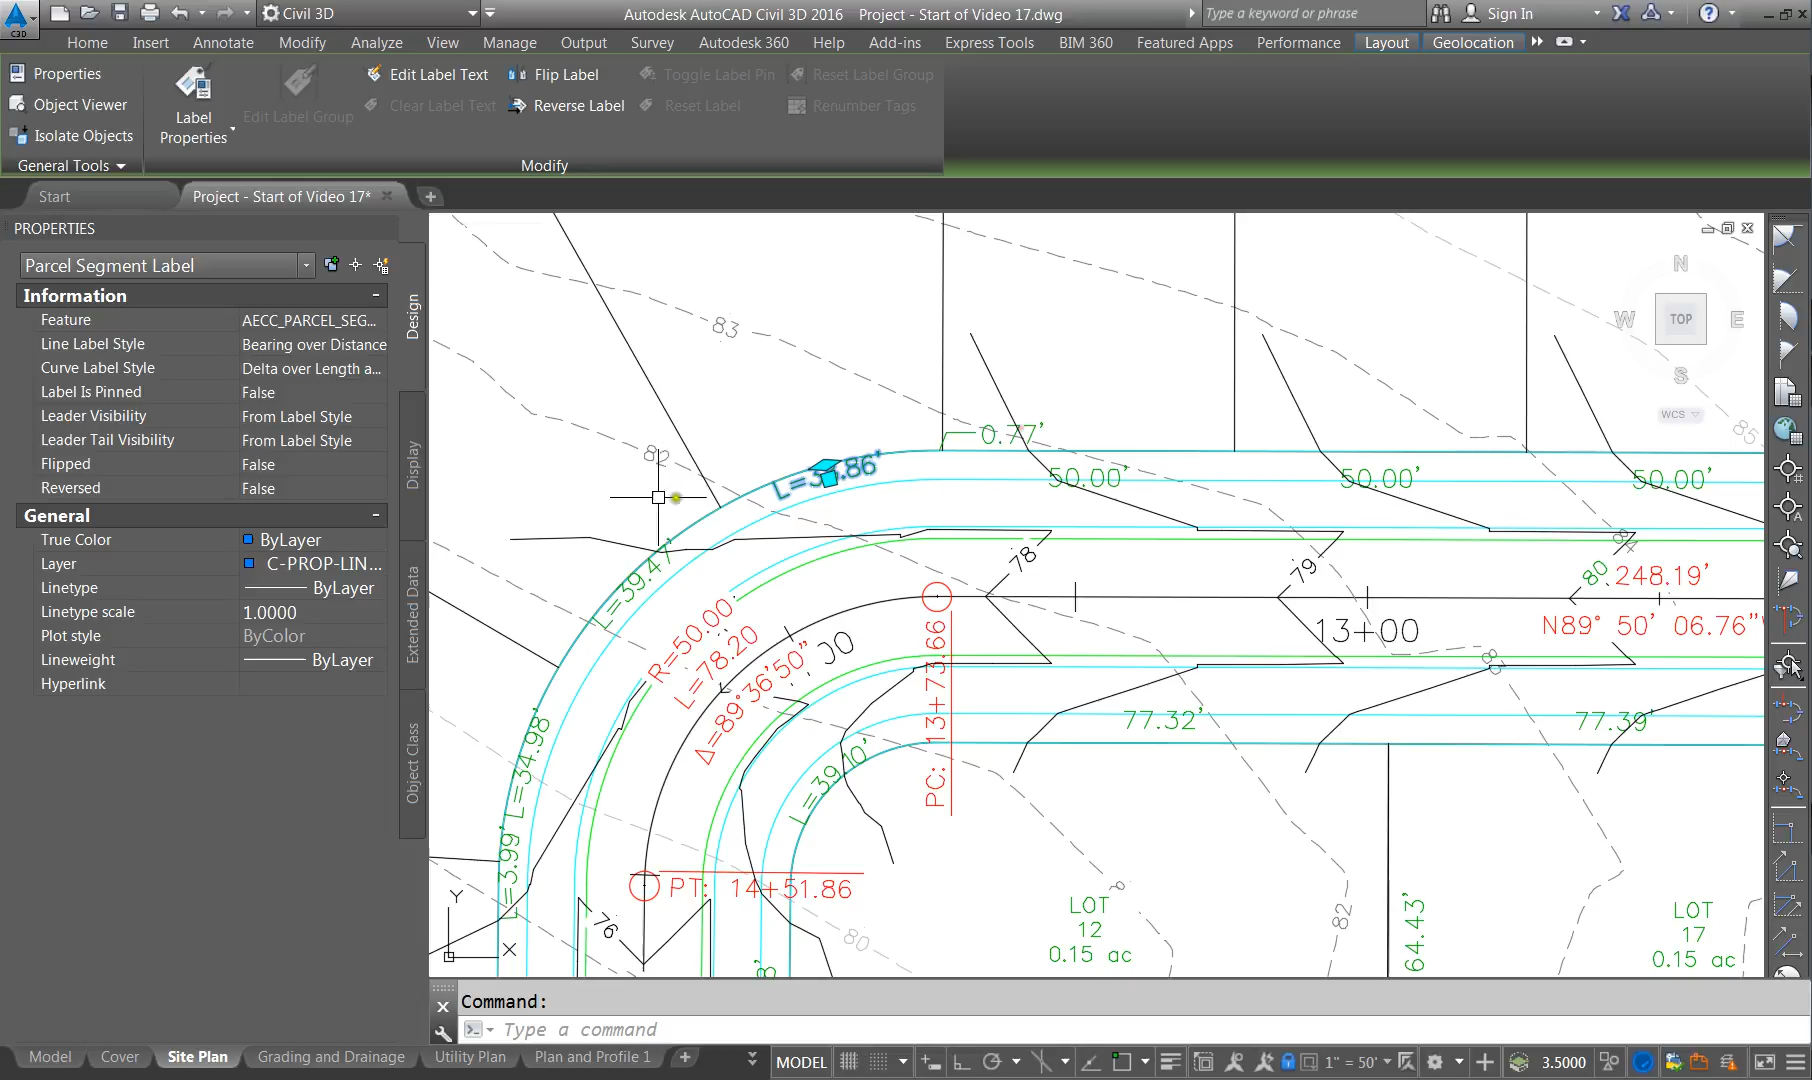 Civil 3D
Autodesk AutoCAD Civil 3D 2016 Project - Start of Video 17.dwg
Type a keyword or phrase
Sign In
C3D
Home Insert Annotate Modify Analyze View Manage Output Survey Autodesk 360 Help Add-ins Express Tools BIM 360 Featured Apps Performance Layout Geolocation
Properties
Object Viewer
Isolate Objects
General Tools
Label
Properties
Edit Label Group
Edit Label Text
Clear Label Text
Flip Label
Reverse Label
Toggle Label Pin
Reset Label
Reset Label Group
Renumber Tags
Modify
Start
Project - Start of Video 17*
PROPERTIES
Parcel Segment Label
Information
Feature AECC_PARCEL_SEG...
Line Label Style Bearing over Distance
Curve Label Style Delta over Length a...
Label Is Pinned False
Leader Visibility From Label Style
Leader Tail Visibility From Label Style
Flipped False
Reversed False
General
True Color ByLayer
Layer C-PROP-LIN...
Linetype ByLayer
Linetype scale 1.0000
Plot style ByColor
Lineweight ByLayer
Hyperlink
Design
Display
Extended Data
Object Class
N
W TOP E
S
WCS
83
82
85
0.77'
50.00'
50.00'
50.00'
L=39.47'
78
79
80
84
248.19'
N89° 50' 06.76"
13+00
R=50.00
L=78.20
Δ=89°36'50"
PC: 13+73.66
83
77.32'
77.39'
L=34.98'
L=39.10'
L=3.99'
PT: 14+51.86
76
80
82
LOT
12
0.15 ac
64.43'
LOT
17
0.15 ac
Y
X
Command:
Type a command
Model Cover Site Plan Grading and Drainage Utility Plan Plan and Profile 1
MODEL
1" = 50'
3.5000